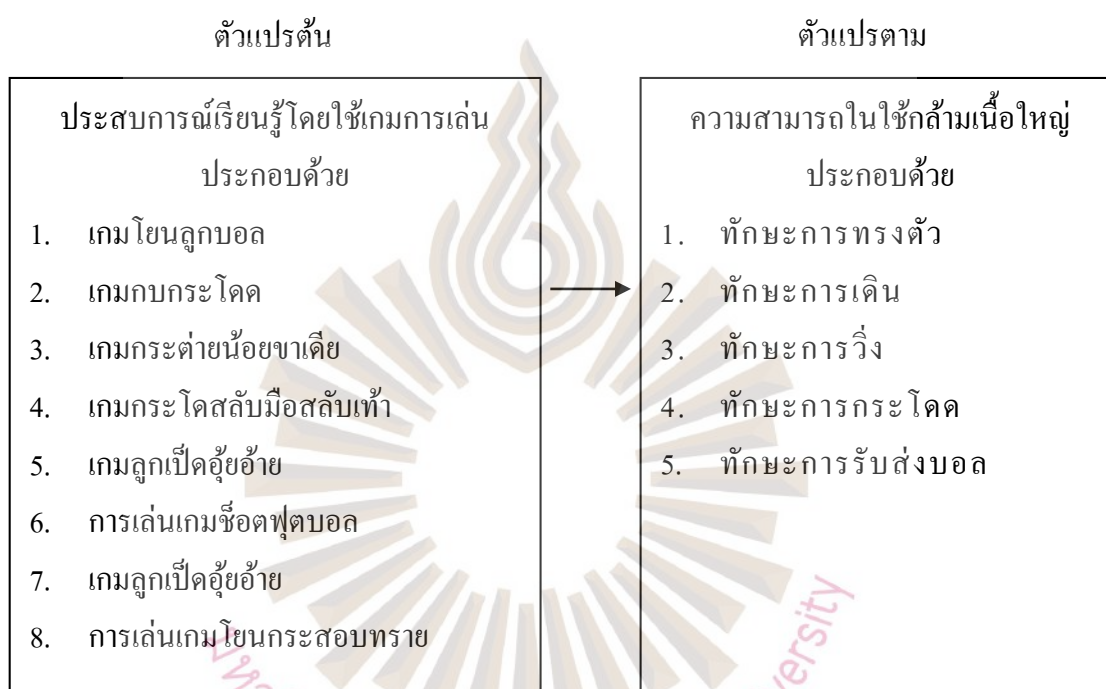 ตัวแปรต้น
ประสบการณ์เรียนรู้โดยใช้เกมการเล่น
ประกอบด้วย
1. เกมโยนลูกบอล
2. เกมกบกระโดด
3. เกมกระต่ายน้อยขาเดีย
4. เกมกระโดสลับมือสลับเท้า
5. เกมลูกเป็ดอุ้ยอ้าย
6. การเล่นเกมช็อตฟุตบอล
7. เกมลูกเป็ดอุ้ยอ้าย
8. การเล่นเกมโยนกระสอบทราย
ตัวแปรตาม
ความสามารถในใช้กล้ามเนื้อใหญ่
ประกอบด้วย
1. ทักษะการทรงตัว
2. ทักษะการเดิน
3. ทักษะการวิ่ง
4. ทักษะการกระโดด
5. ทักษะการรับส่งบอล